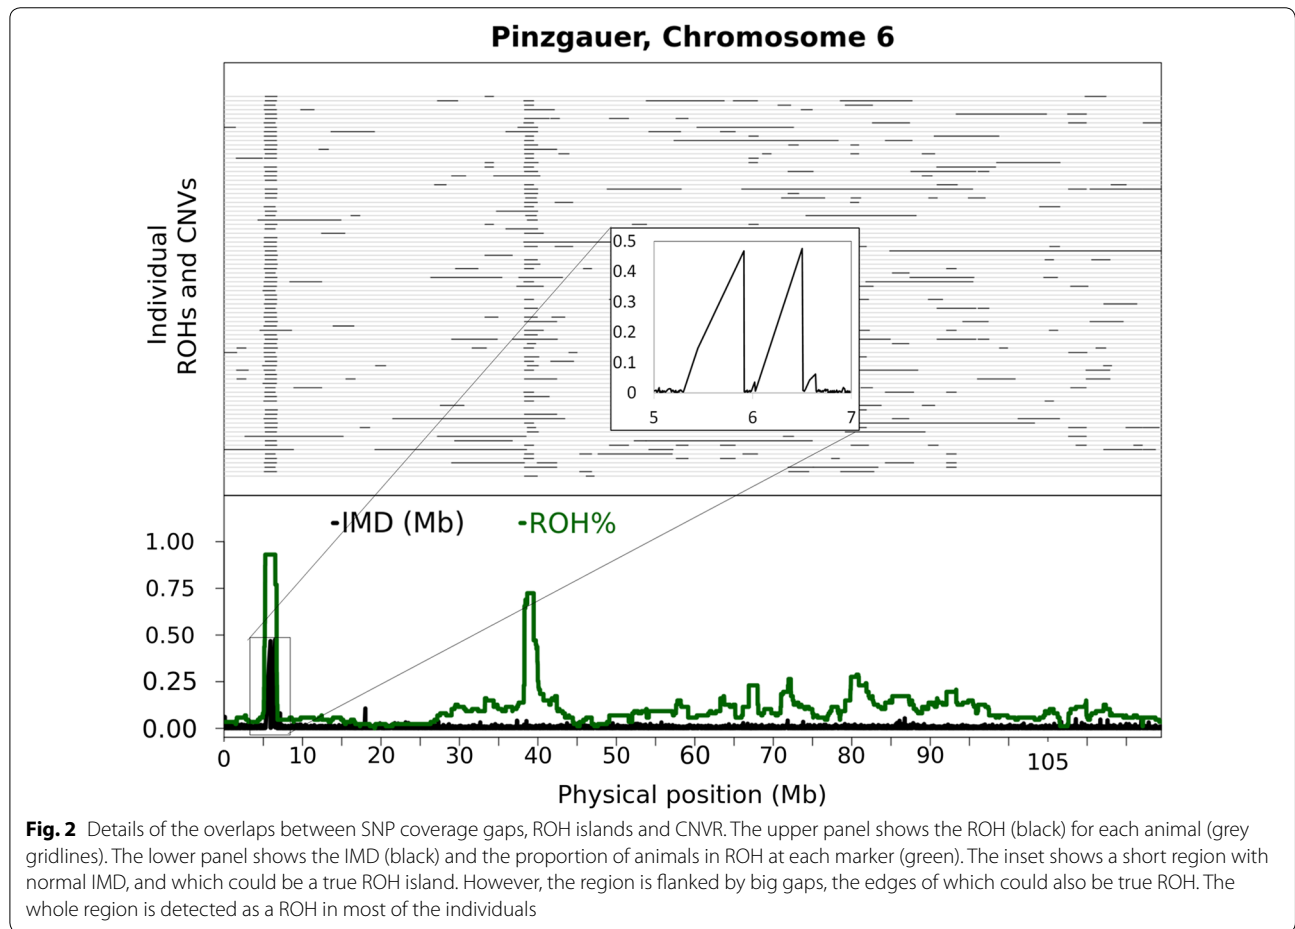 Pinzgauer, Chromosome 6
Individual
ROHs and CNVs
0.5
0.4
0.3
0.2
0.1
0
5 6 7
-IMD (Mb) -ROH%
1.00
0.75
0.50
0.25
0.00
0 10 20 30 40 50 60 70 80 90 105
Physical position (Mb)
Fig. 2 Details of the overlaps between SNP coverage gaps, ROH islands and CNVR. The upper panel shows the ROH (black) for each animal (grey
gridlines). The lower panel shows the IMD (black) and the proportion of animals in ROH at each marker (green). The inset shows a short region with
normal IMD, and which could be a true ROH island. However, the region is flanked by big gaps, the edges of which could also be true ROH. The
whole region is detected as a ROH in most of the individuals